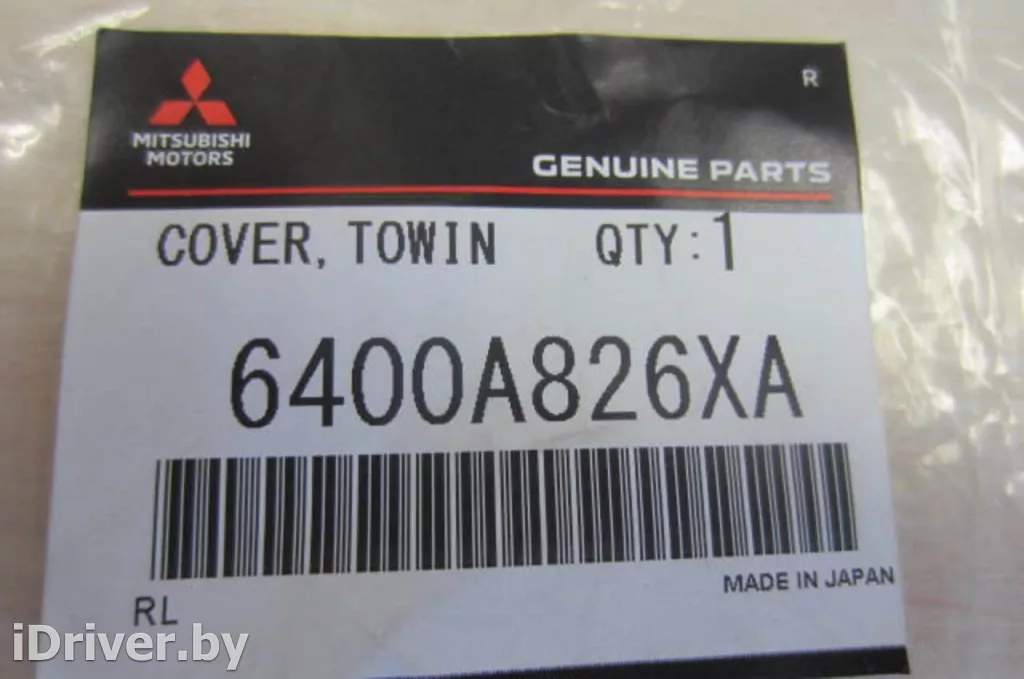 R
MITSUBISHI
MOTORS
GENUINE PARTS
COVER, TOWIN QTY:1
6400A826XA
MADE IN JAPAN
RL
iDriver.by